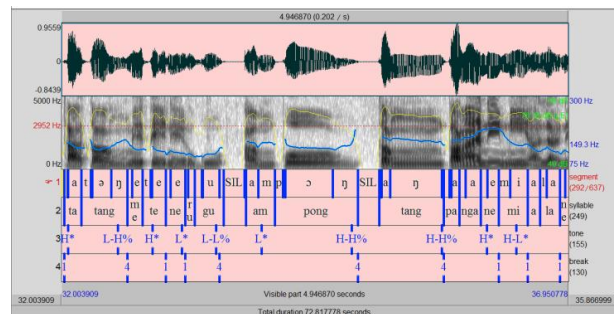 4.946870 (0.202 / s)
0.9559
0
-0.8439
5000 Hz
2952 Hz
0 Hz
300 Hz
149.3 Hz
75 Hz
1 a t ə ŋ e t e e u SIL a m p ɔ ŋ SIL a ŋ a a e m i a l a segment (292/637)
2 ta tang me te ne ru gu am pong tang pa nga ne mi a la ne syllable (249)
3 H* L-H% H* L* L-L% L* H-H% H-H% H* H-L* tone (155)
4 1 4 1 1 4 4 4 1 1 1 break (130)
32.003909 36.950778
32.003909 Visible part 4.946870 seconds 35.866999
Total duration 72.817778 seconds